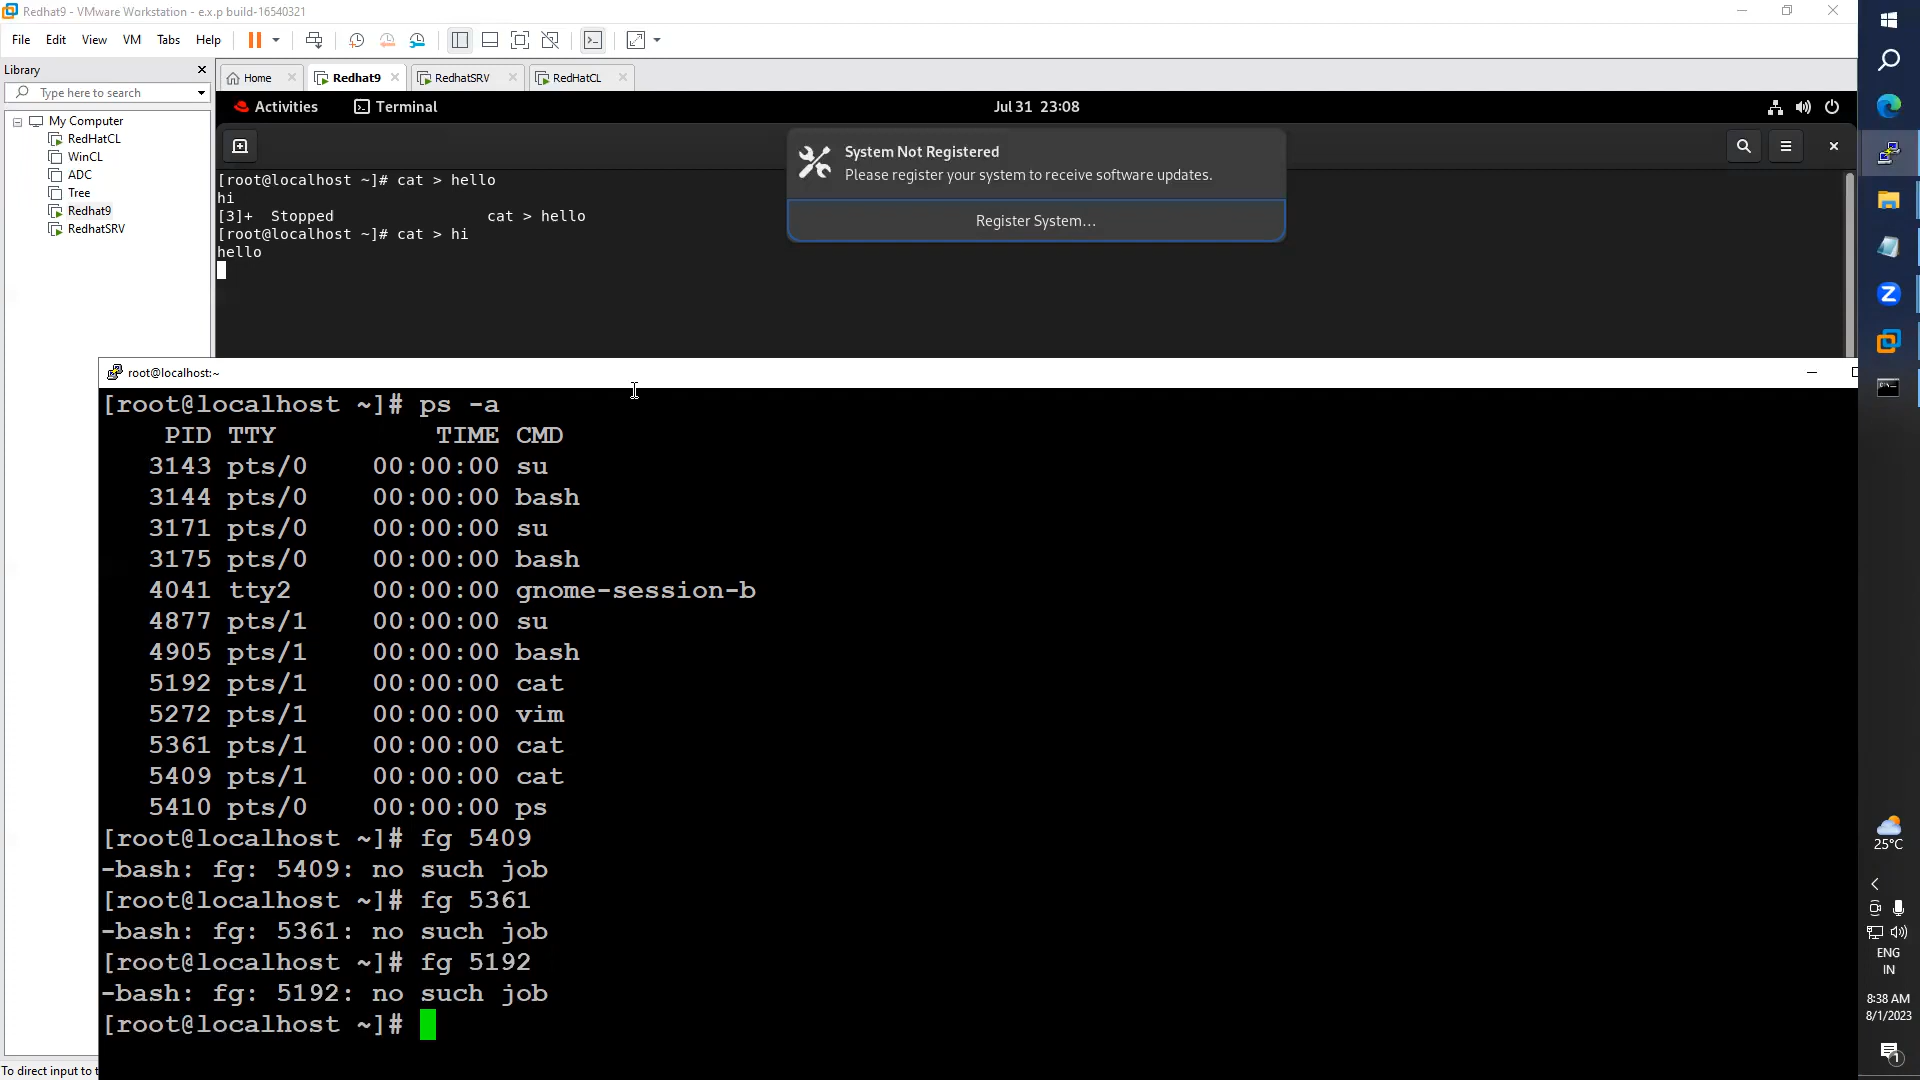 Redhat9 - VMware Workstation - e.x.p build-16540321
File Edit View VM Tabs Help
Library
Type here to search
My Computer
RedHatCL
WinCL
ADC
Tree
Redhat9
RedhatSRV
Home Redhat9 RedhatSRV RedHatCL
Activities Terminal Jul 31 23:08
System Not Registered
Please register your system to receive software updates.
Register System...
[root@localhost ~]# cat > hello
hi
[3]+  Stopped                 cat > hello
[root@localhost ~]# cat > hi
hello
root@localhost:~
[root@localhost ~]# ps -a
    PID TTY          TIME CMD
   3143 pts/0    00:00:00 su
   3144 pts/0    00:00:00 bash
   3171 pts/0    00:00:00 su
   3175 pts/0    00:00:00 bash
   4041 tty2     00:00:00 gnome-session-b
   4877 pts/1    00:00:00 su
   4905 pts/1    00:00:00 bash
   5192 pts/1    00:00:00 cat
   5272 pts/1    00:00:00 vim
   5361 pts/1    00:00:00 cat
   5409 pts/1    00:00:00 cat
   5410 pts/0    00:00:00 ps
[root@localhost ~]# fg 5409
-bash: fg: 5409: no such job
[root@localhost ~]# fg 5361
-bash: fg: 5361: no such job
[root@localhost ~]# fg 5192
-bash: fg: 5192: no such job
[root@localhost ~]#
To direct input to t
25°C
ENG
IN
8:38 AM
8/1/2023
1